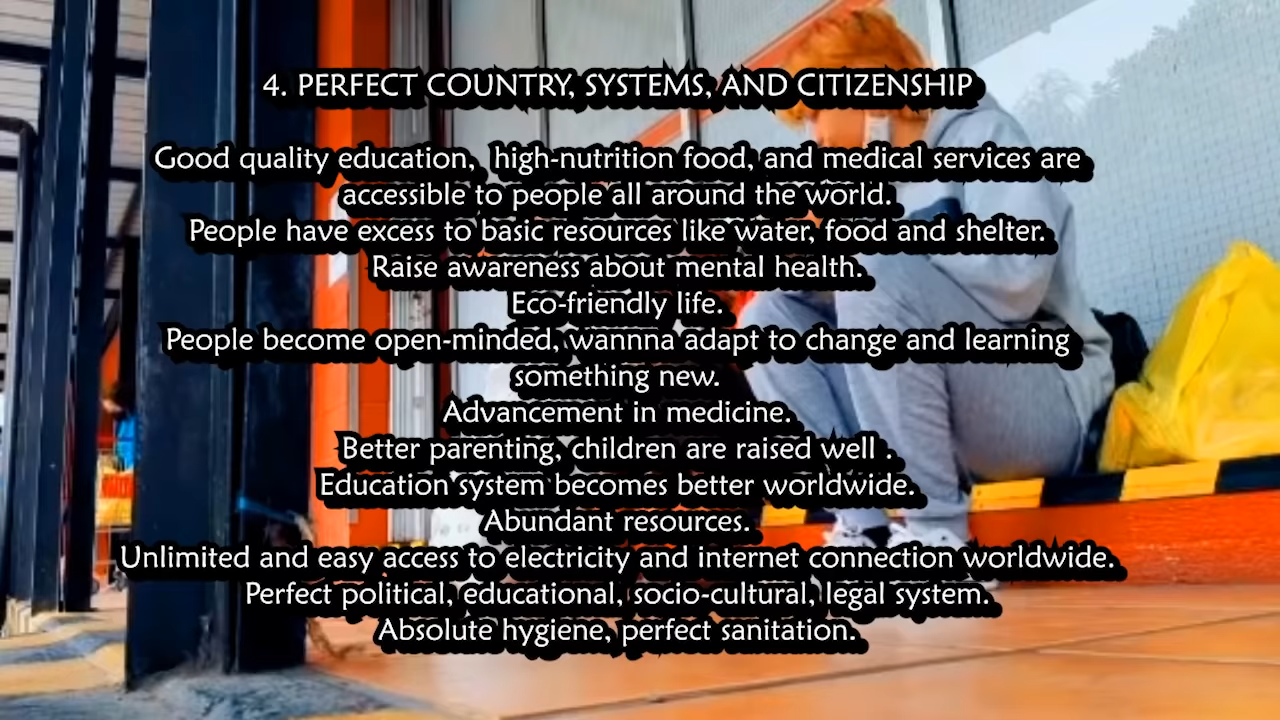 4. PERFECT COUNTRY, SYSTEMS, AND CITIZENSHIP
Good quality education,  high-nutrition food, and medical services are
accessible to people all around the world.
People have excess to basic resources like water, food and shelter.
Raise awareness about mental health.
Eco-friendly life.
People become open-minded, wannna adapt to change and learning
something new.
Advancement in medicine.
Better parenting, children are raised well .
Education system becomes better worldwide.
Abundant resources.
Unlimited and easy access to electricity and internet connection worldwide.
Perfect political, educational, socio-cultural, legal system.
Absolute hygiene, perfect sanitation.